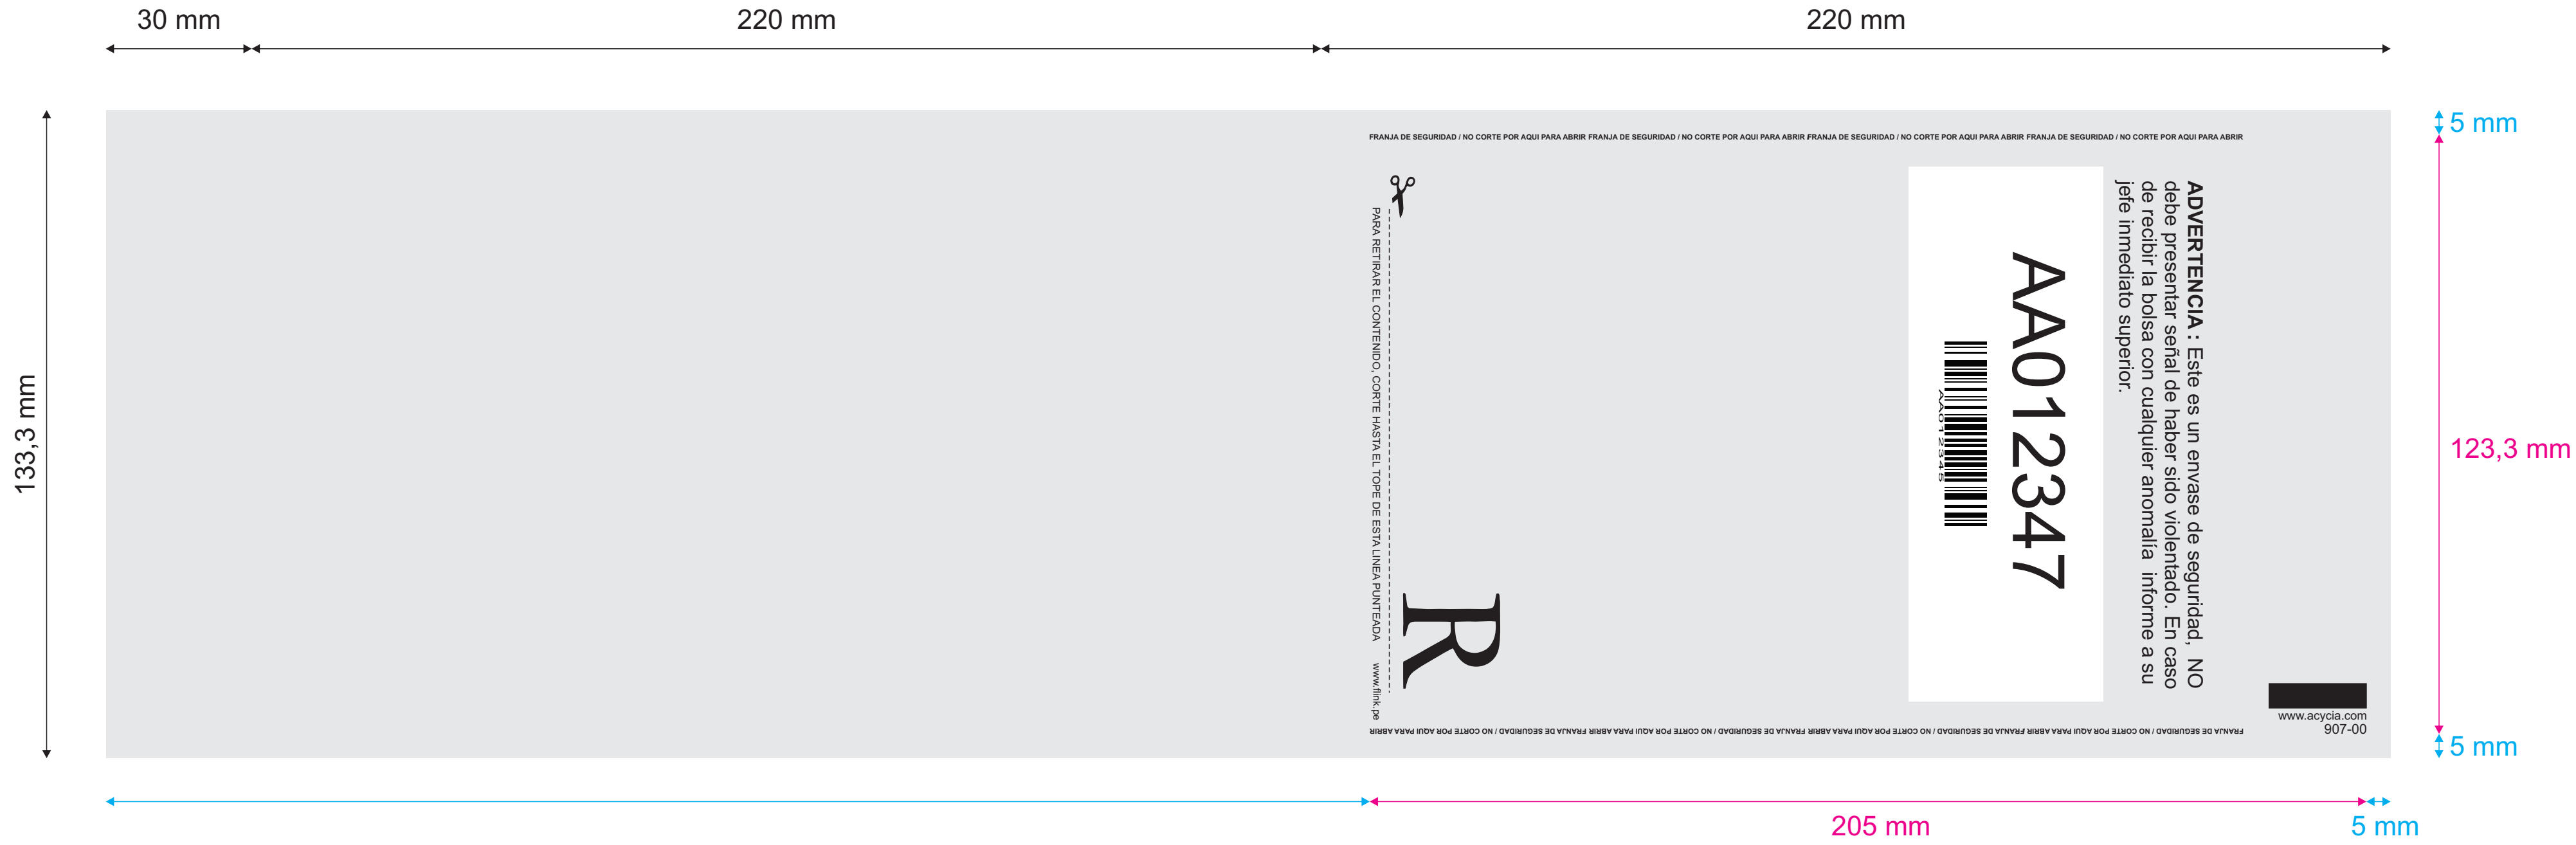 30 mm
220 mm
220 mm
133,3 mm
5 mm
123,3 mm
5 mm
FRANJA DE SEGURIDAD / NO CORTE POR AQUI PARA ABRIR FRANJA DE SEGURIDAD / NO CORTE POR AQUI PARA ABRIR FRANJA DE SEGURIDAD / NO CORTE POR AQUI PARA ABRIR FRANJA DE SEGURIDAD / NO CORTE POR AQUI PARA ABRIR
ADVERTENCIA : Este es un envase de seguridad, NO
debe presentar señal de haber sido violentado. En caso
de recibir la bolsa con cualquier anomalía informe a su
jefe inmediato superior.
AA012347
AA012345
R
PARA RETIRAR EL CONTENIDO, CORTE HASTA EL TOPE DE ESTA LINEA PUNTEADA www.flink.pe
www.acycia.com
907-00
FRANJA DE SEGURIDAD / NO CORTE POR AQUI PARA ABRIR FRANJA DE SEGURIDAD / NO CORTE POR AQUI PARA ABRIR FRANJA DE SEGURIDAD / NO CORTE POR AQUI PARA ABRIR FRANJA DE SEGURIDAD / NO CORTE POR AQUI PARA ABRIR
205 mm
5 mm